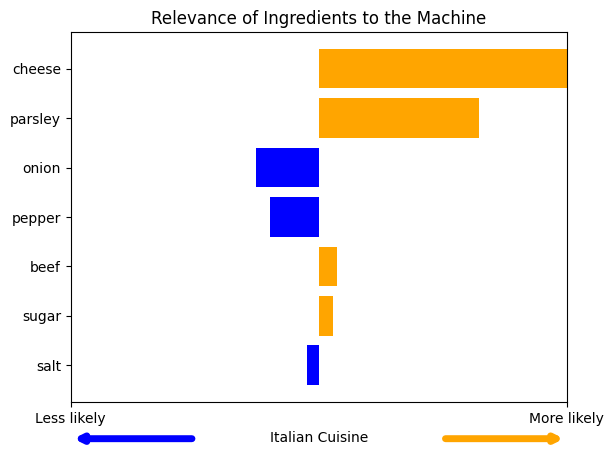 Relevance of Ingredients to the Machine
cheese
parsley
onion
pepper
beef
sugar
salt
Less likely
More likely
Italian Cuisine